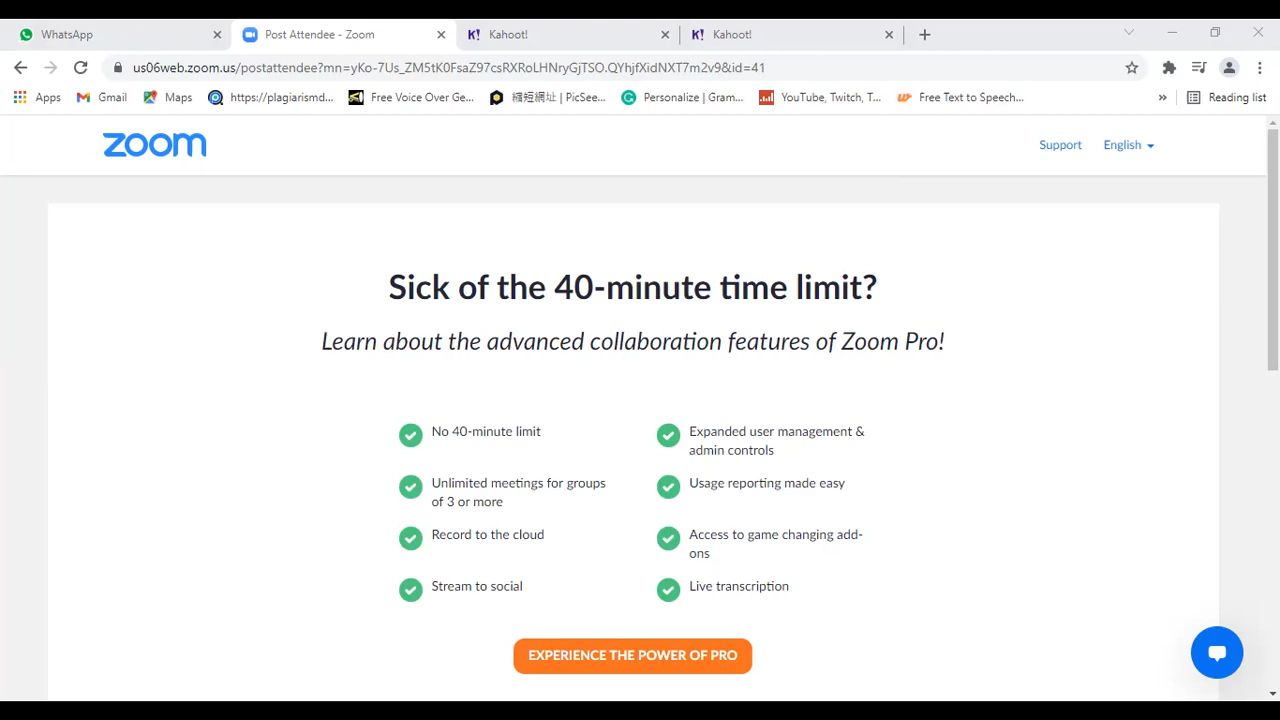 WhatsApp
Post Attendee - Zoom
Kahoot!
Kahoot!
us06web.zoom.us/postattendee?mn=yKo-7Us_ZM5tK0FsaZ97csRXRoLHNryGjTSO.QYhjfXidNXT7m2v9&id=41
Apps
Gmail
Maps
https://plagiarismd...
Free Voice Over Ge...
縮短網址 | PicSee...
Personalize | Gram...
YouTube, Twitch, T...
Free Text to Speech...
»
Reading list
zoom
Support
English
Sick of the 40-minute time limit?
Learn about the advanced collaboration features of Zoom Pro!
No 40-minute limit
Expanded user management &
admin controls
Unlimited meetings for groups
of 3 or more
Usage reporting made easy
Record to the cloud
Access to game changing add-
ons
Stream to social
Live transcription
EXPERIENCE THE POWER OF PRO